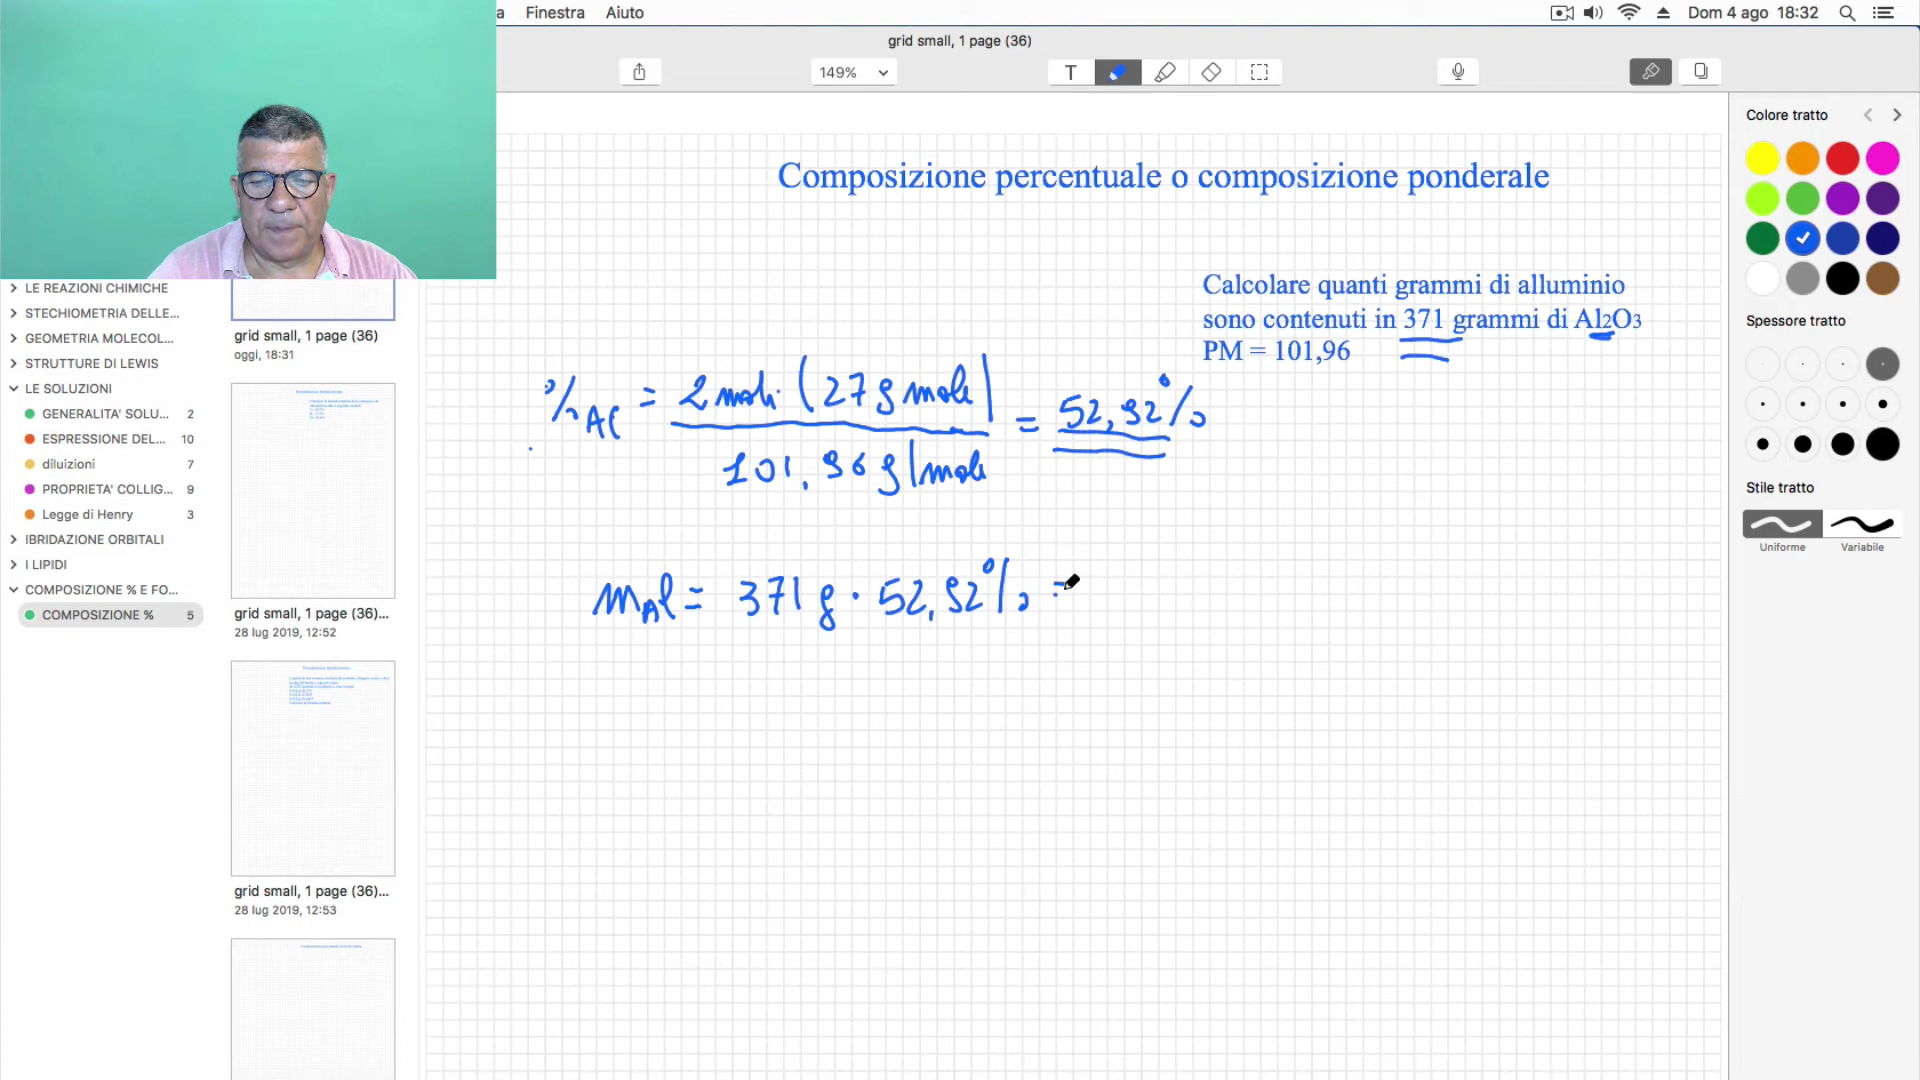 a Finestra Aiuto Dom 4 ago 18:32
grid small, 1 page (36)
149% T
LE REAZIONI CHIMICHE
STECHIOMETRIA DELLE...
GEOMETRIA MOLECOL...
STRUTTURE DI LEWIS
LE SOLUZIONI
GENERALITA' SOLU... 2
ESPRESSIONE DEL... 10
diluizioni 7
PROPRIETA' COLLIG... 9
Legge di Henry 3
IBRIDAZIONE ORBITALI
I LIPIDI
COMPOSIZIONE % E FO...
COMPOSIZIONE % 5
grid small, 1 page (36)
oggi, 18:31
grid small, 1 page (36)...
28 lug 2019, 12:52
grid small, 1 page (36)...
28 lug 2019, 12:53
Composizione percentuale o composizione ponderale
Calcolare quanti grammi di alluminio
sono contenuti in 371 grammi di Al2O3
PM = 101,96
%Al = 2 moli · (27 g mole) / 101,96 g/mole = 52,92%
mAl = 371 g · 52,92% =
Colore tratto
Spessore tratto
Stile tratto
Uniforme Variabile